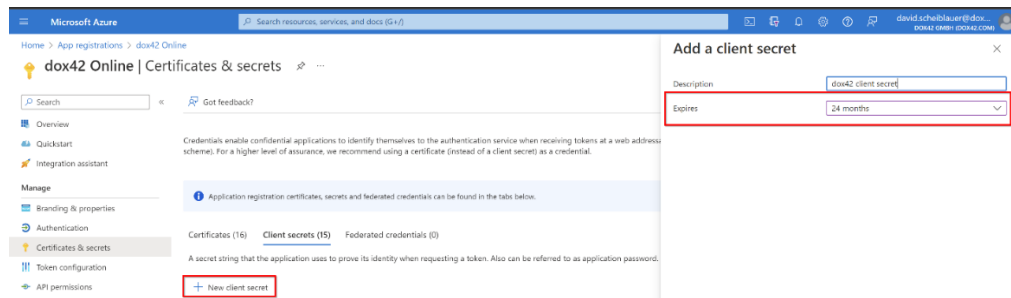 Microsoft Azure
Search resources, services, and docs (G+/)
david.scheiblauer@dox...
DOX42 GMBH (DOX42.COM)
Home > App registrations > dox42 Online
dox42 Online | Certificates & secrets
Search
Got feedback?
Overview
Quickstart
Integration assistant
Manage
Branding & properties
Authentication
Certificates & secrets
Token configuration
API permissions
Credentials enable confidential applications to identify themselves to the authentication service when receiving tokens at a web address
scheme). For a higher level of assurance, we recommend using a certificate (instead of a client secret) as a credential.
Application registration certificates, secrets and federated credentials can be found in the tabs below.
Certificates (16) Client secrets (15) Federated credentials (0)
A secret string that the application uses to prove its identity when requesting a token. Also can be referred to as application password.
+ New client secret
Add a client secret
Description dox42 client secret
Expires 24 months